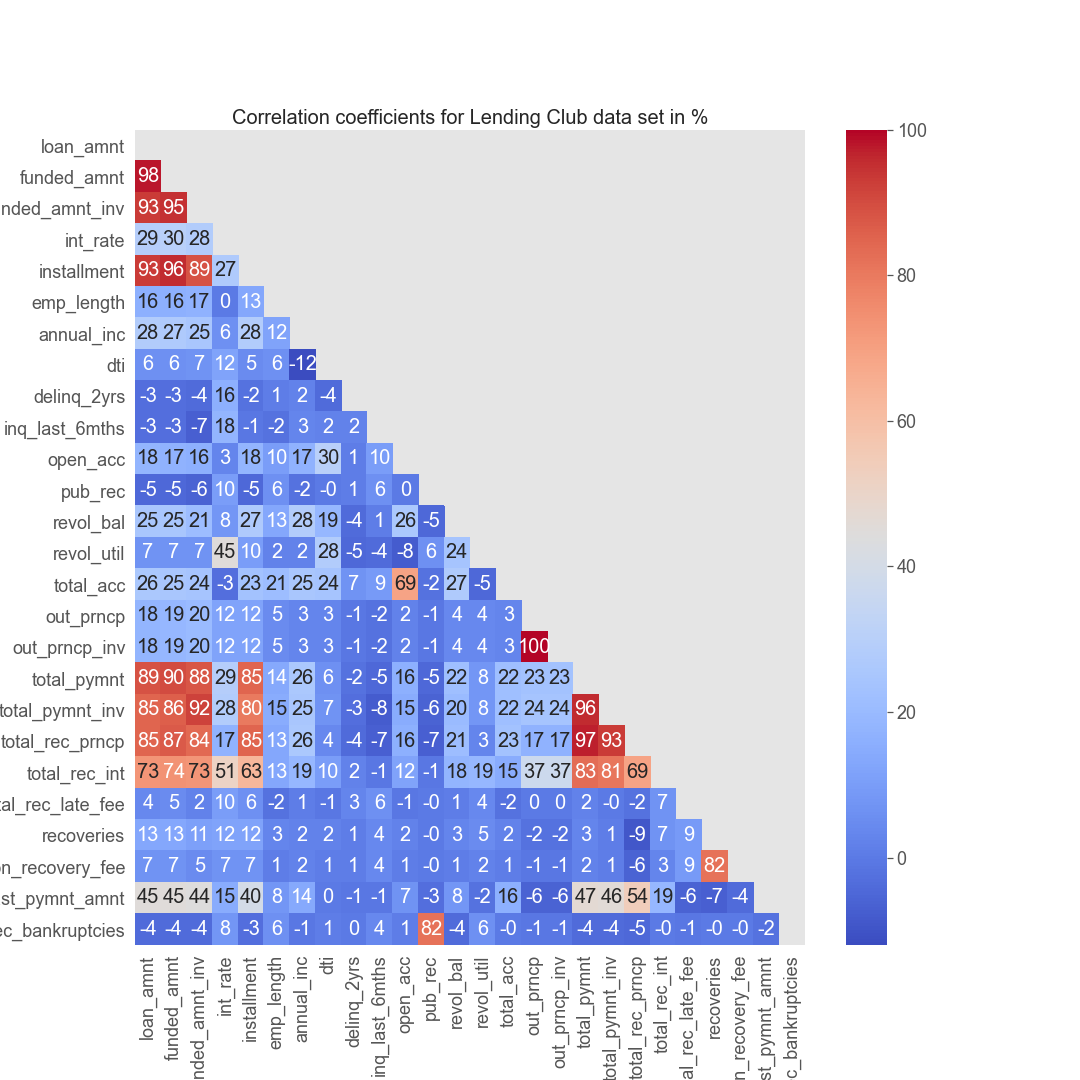 Correlation coefficients for Lending Club data set in %
loan_amnt
funded_amnt 98
nded_amnt_inv 93 95
int_rate 29 30 28
installment 93 96 89 27
emp_length 16 16 17 0 13
annual_inc 28 27 25 6 28 12
dti 6 6 7 12 5 6 -12
delinq_2yrs -3 -3 -4 16 -2 1 2 -4
inq_last_6mths -3 -3 -7 18 -1 -2 3 2 2
open_acc 18 17 16 3 18 10 17 30 1 10
pub_rec -5 -5 -6 10 -5 6 -2 -0 1 6 0
revol_bal 25 25 21 8 13 27 28 19 -4 1 26 -5
revol_util 7 7 7 45 10 2 2 28 -5 -4 -8 6 24
total_acc 26 25 24 -3 23 21 25 24 7 9 69 -2 27 -5
out_prncp 18 19 20 12 12 5 3 3 -1 -2 2 -1 4 4 3
out_prncp_inv 18 19 20 12 12 5 3 3 -1 -2 2 -1 4 4 3 100
total_pymnt 89 90 88 29 85 14 26 6 -2 -5 16 -5 22 8 22 23 23
total_pymnt_inv 85 86 92 28 80 15 25 7 -3 -8 15 -6 20 8 22 24 24 96
total_rec_prncp 85 87 84 17 85 13 26 4 -4 -7 16 -7 21 3 23 17 17 97 93
total_rec_int 73 74 73 51 63 13 19 10 2 -1 12 -1 18 19 15 37 37 83 81 69
tal_rec_late_fee 4 5 2 10 6 -2 1 -1 3 6 -1 -0 1 4 -2 0 0 2 -0 -2 7
recoveries 13 13 11 12 12 3 2 2 1 4 2 -0 3 5 2 -2 -2 3 1 -9 7 9
on_recovery_fee 7 7 5 7 7 1 2 1 1 4 1 -0 1 2 1 -1 -1 2 1 -6 3 9 82
st_pymnt_amnt 45 45 44 15 40 8 14 0 -1 -1 7 -3 8 -2 16 -6 -6 47 46 54 19 -6 -7 -4
ec_bankruptcies -4 -4 -4 8 -3 6 -1 1 0 4 1 82 -4 6 -0 -1 -1 -4 -4 -5 -0 -1 -0 -0 -2
loan_amnt
funded_amnt
nded_amnt_inv
int_rate
installment
emp_length
annual_inc
dti
delinq_2yrs
inq_last_6mths
open_acc
pub_rec
revol_bal
revol_util
total_acc
out_prncp
out_prncp_inv
total_pymnt
total_pymnt_inv
total_rec_prncp
total_rec_int
al_rec_late_fee
recoveries
n_recovery_fee
st_pymnt_amnt
c_bankruptcies
100
80
60
40
20
0